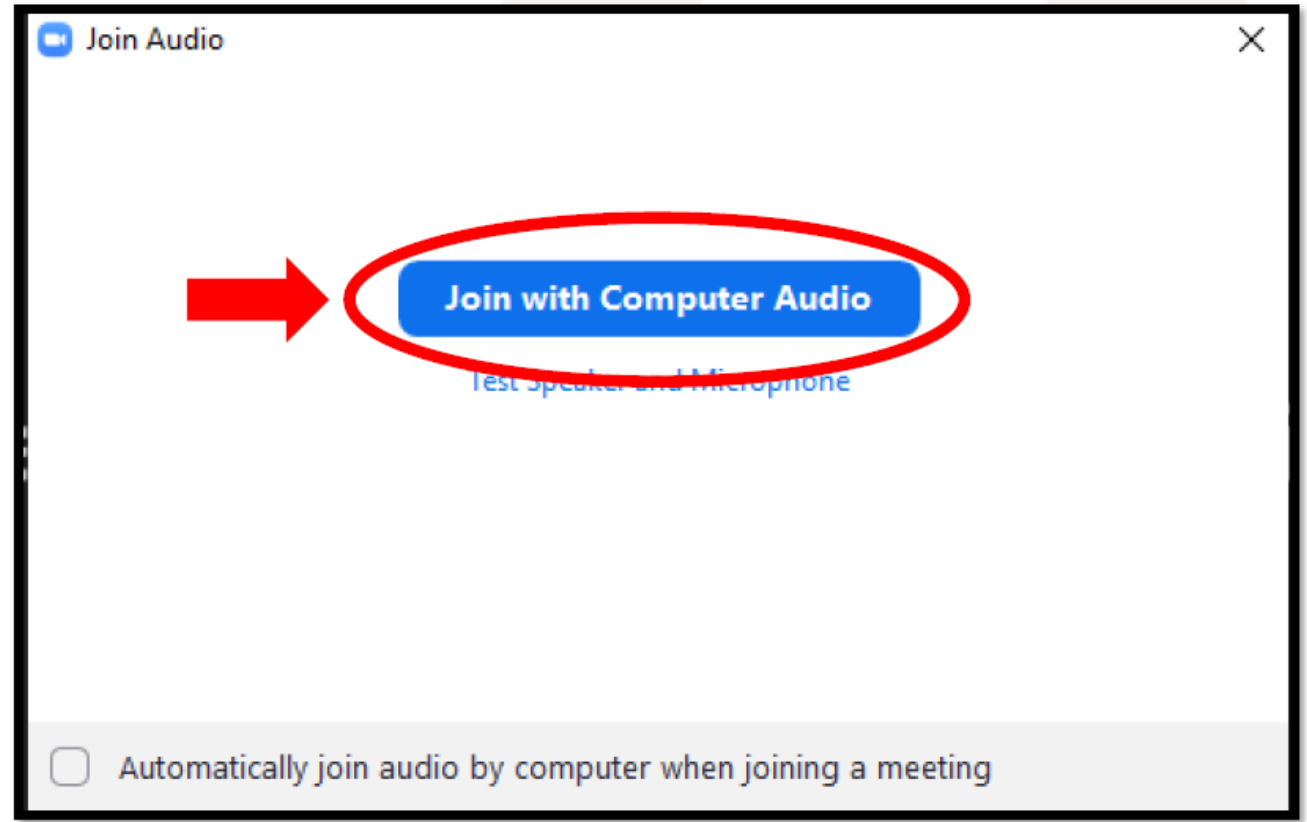 Join Audio
Join with Computer Audio
Test Speaker and Microphone
Automatically join audio by computer when joining a meeting